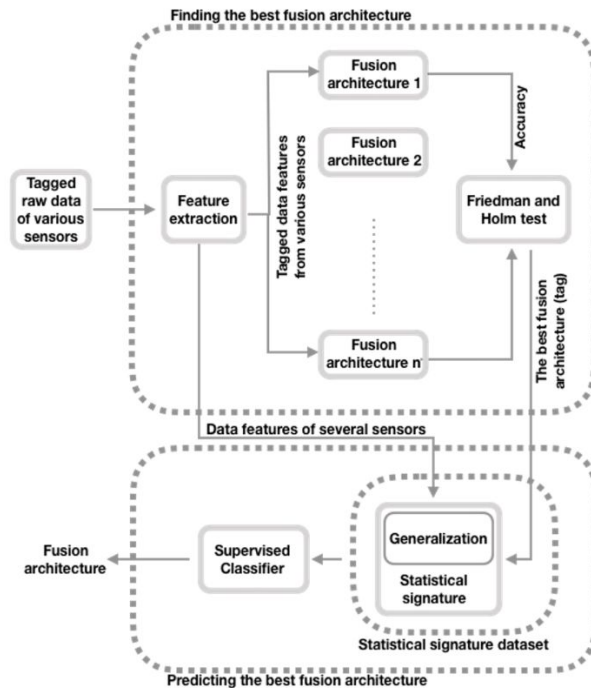 Finding the best fusion architecture
Fusion
architecture 1
Fusion
architecture 2
Accuracy
Tagged
raw data
of various
sensors
Feature
extraction
Tagged data features
from various sensors
Friedman and
Holm test
Fusion
architecture n
The best fusion
architecture (tag)
Data features of several sensors
Generalization
Statistical
signature
Supervised
Classifier
Fusion
architecture
Statistical signature dataset
Predicting the best fusion architecture